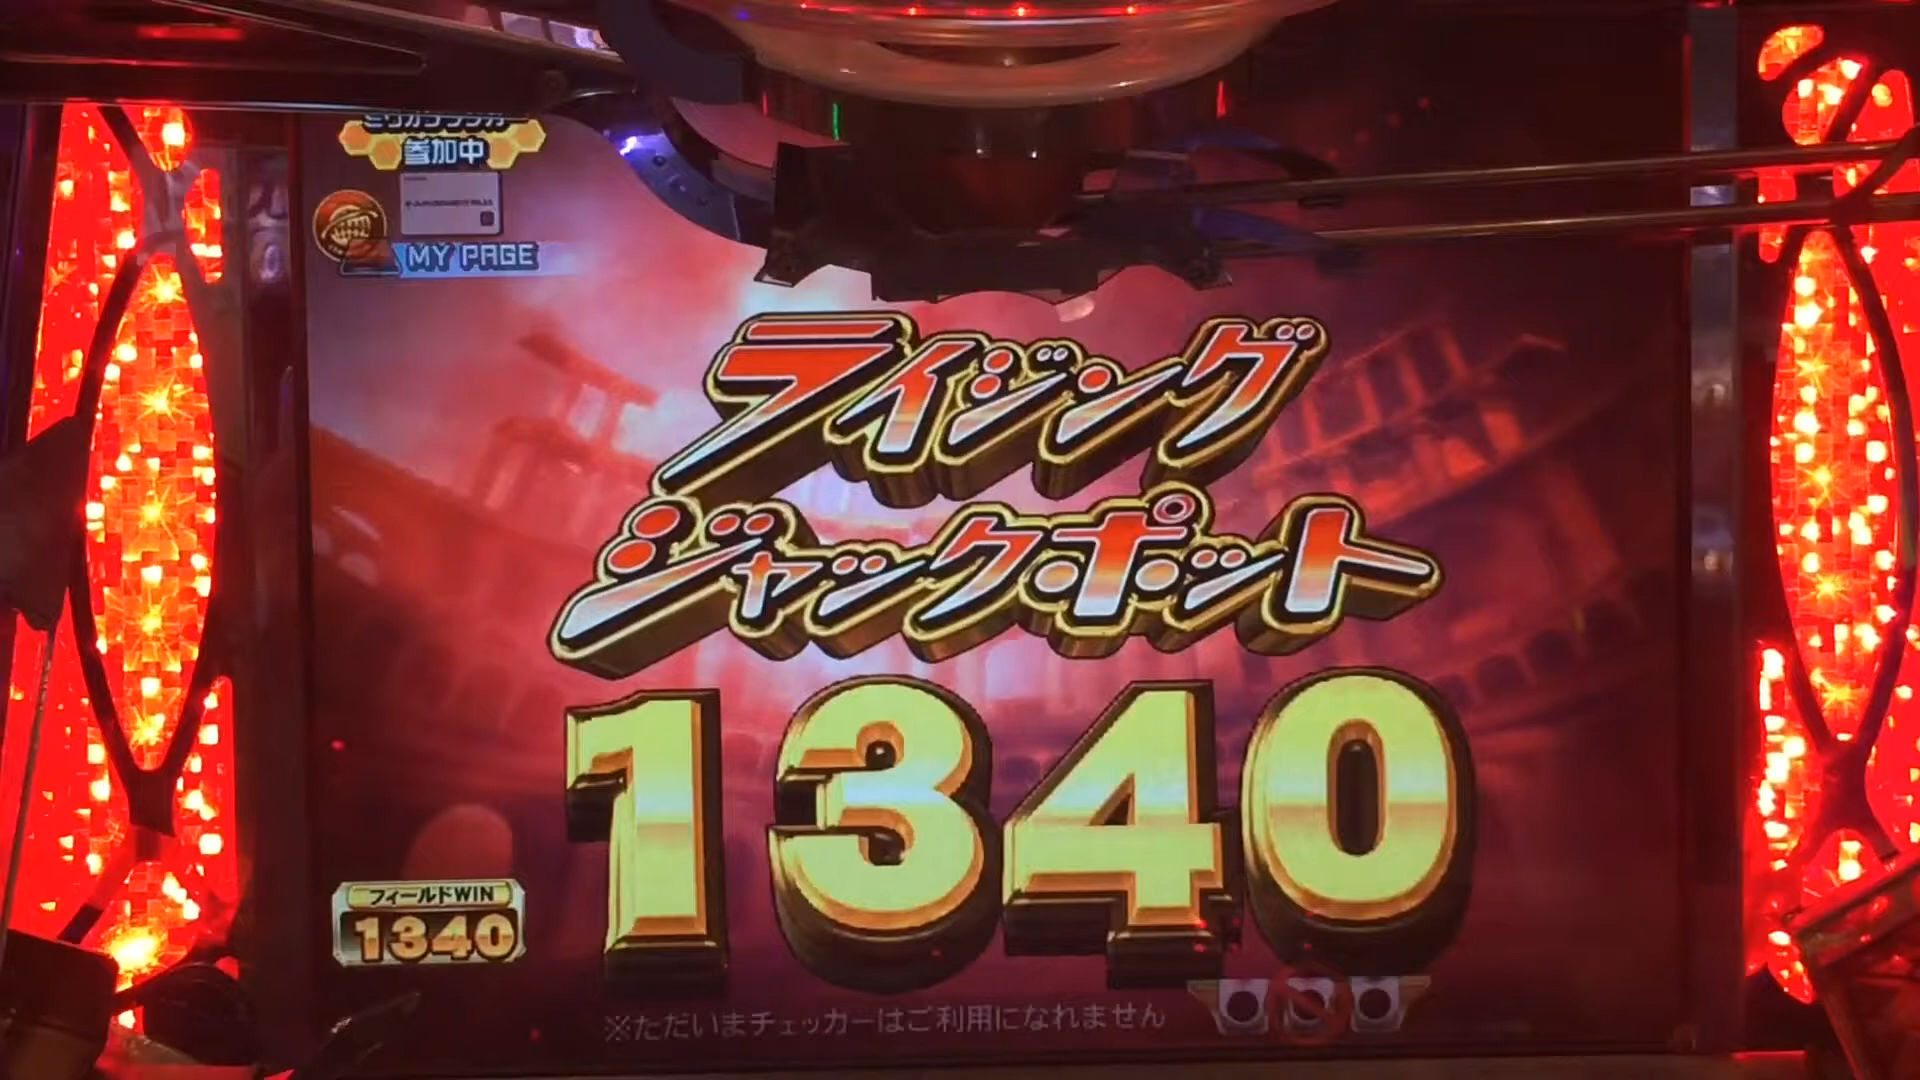 参加中
MY PAGE
ライジング
ジャックポット
1340
フィールドWIN
1340
※ただいまチェッカーはご利用になれません